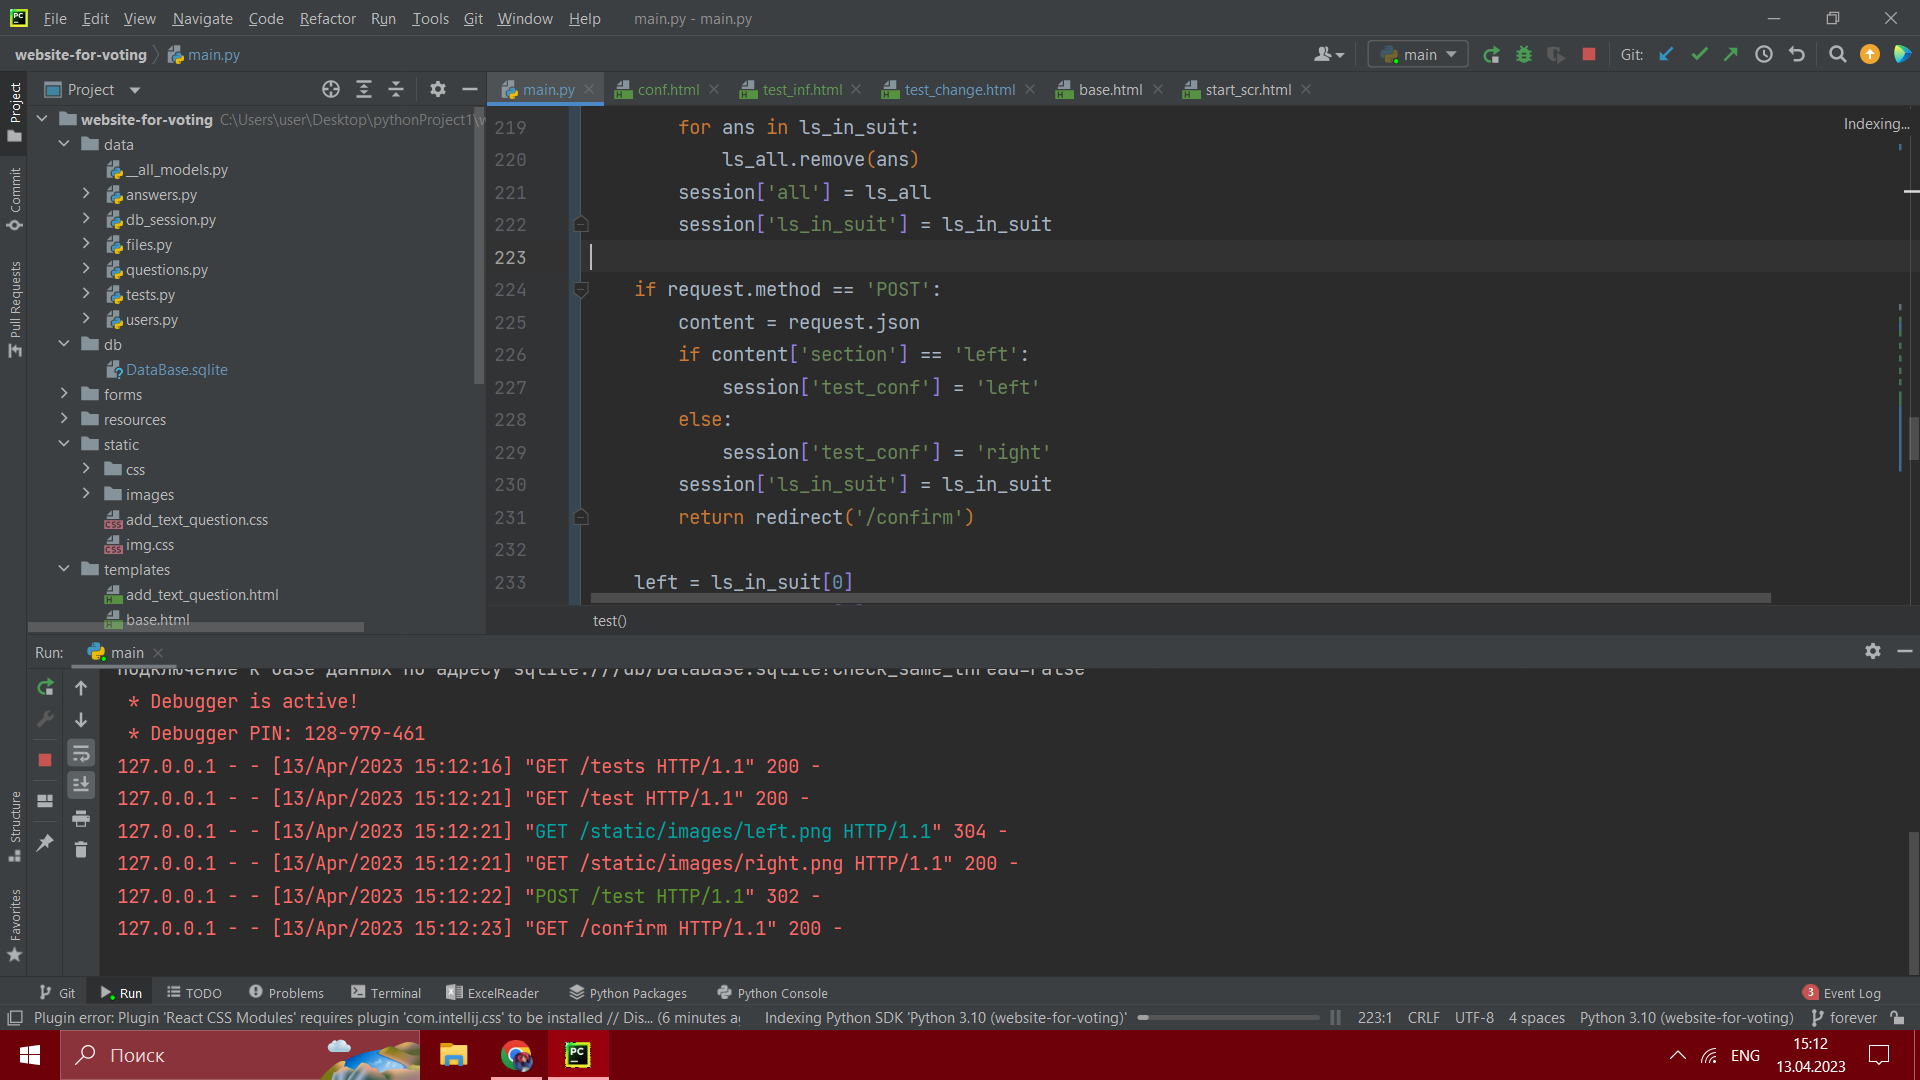 File Edit View Navigate Code Refactor Run Tools Git Window Help main.py - main.py
website-for-voting main.py
main Git:
Project
main.py conf.html test_inf.html test_change.html base.html start_scr.html
website-for-voting C:\Users\user\Desktop\pythonProject1\
data
__all_models.py
answers.py
db_session.py
files.py
questions.py
tests.py
users.py
db
DataBase.sqlite
forms
resources
static
css
images
add_text_question.css
img.css
templates
add_text_question.html
base.html
Project
Commit
Pull Requests
Structure
Favorites
Indexing...
219 for ans in ls_in_suit:
220 ls_all.remove(ans)
221 session['all'] = ls_all
222 session['ls_in_suit'] = ls_in_suit
223
224 if request.method == 'POST':
225 content = request.json
226 if content['section'] == 'left':
227 session['test_conf'] = 'left'
228 else:
229 session['test_conf'] = 'right'
230 session['ls_in_suit'] = ls_in_suit
231 return redirect('/confirm')
232
233 left = ls_in_suit[0]
test()
Run: main
Подключение к базе данных по адресу sqlite:///db/DataBase.sqlite?check_same_thread=False
* Debugger is active!
* Debugger PIN: 128-979-461
127.0.0.1 - - [13/Apr/2023 15:12:16] "GET /tests HTTP/1.1" 200 -
127.0.0.1 - - [13/Apr/2023 15:12:21] "GET /test HTTP/1.1" 200 -
127.0.0.1 - - [13/Apr/2023 15:12:21] "GET /static/images/left.png HTTP/1.1" 304 -
127.0.0.1 - - [13/Apr/2023 15:12:21] "GET /static/images/right.png HTTP/1.1" 200 -
127.0.0.1 - - [13/Apr/2023 15:12:22] "POST /test HTTP/1.1" 302 -
127.0.0.1 - - [13/Apr/2023 15:12:23] "GET /confirm HTTP/1.1" 200 -
Git Run TODO Problems Terminal ExcelReader Python Packages Python Console 3 Event Log
Plugin error: Plugin 'React CSS Modules' requires plugin 'com.intellij.css' to be installed // Dis... (6 minutes Indexing Python SDK 'Python 3.10 (website-for-voting)' 223:1 CRLF UTF-8 4 spaces Python 3.10 (website-for-voting) forever
Поиск ENG 15:12
13.04.2023